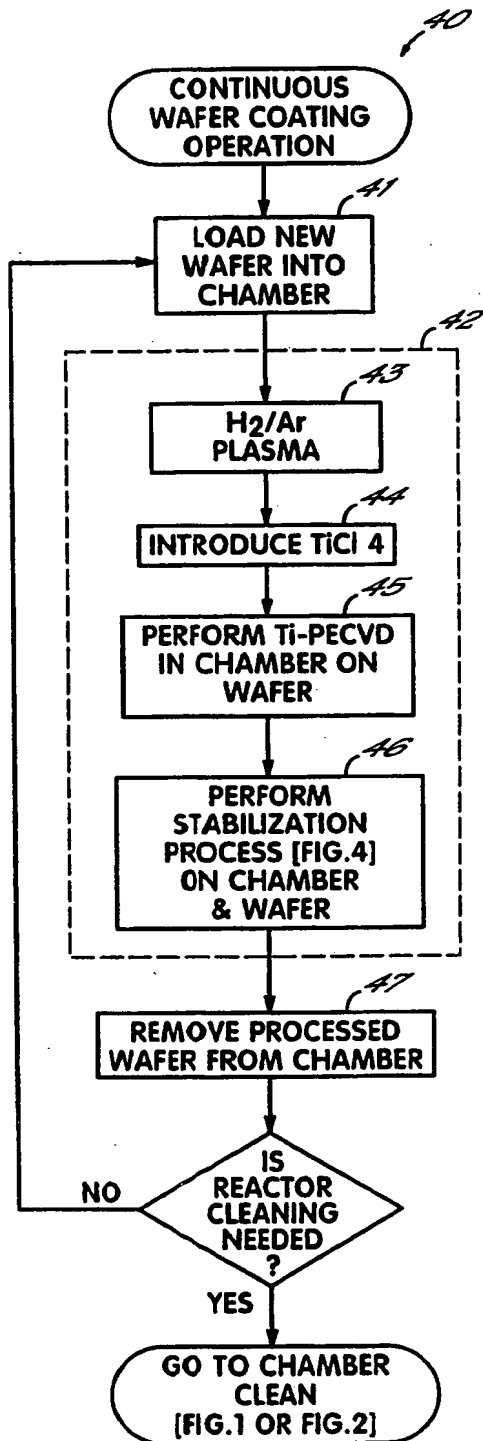 40
CONTINUOUS
WAFER COATING
OPERATION
41
LOAD NEW
WAFER INTO
CHAMBER
42
43
H2/Ar
PLASMA
44
INTRODUCE TiCl 4
45
PERFORM Ti-PECVD
IN CHAMBER ON
WAFER
46
PERFORM
STABILIZATION
PROCESS [FIG.4]
ON CHAMBER
& WAFER
47
REMOVE PROCESSED
WAFER FROM CHAMBER
IS
REACTOR
CLEANING
NEEDED
?
NO
YES
GO TO CHAMBER
CLEAN
[FIG.1 OR FIG.2]